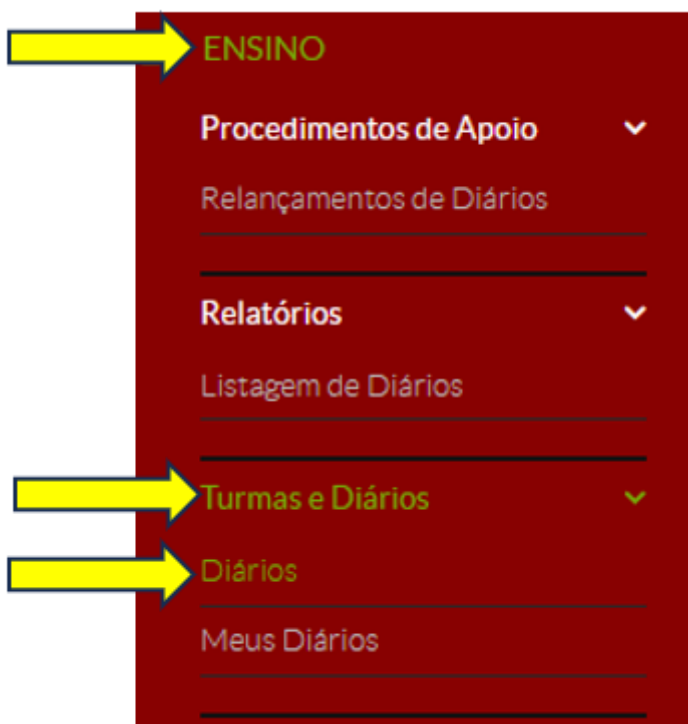 ENSINO
Procedimentos de Apoio
Relançamentos de Diários
Relatórios
Listagem de Diários
Turmas e Diários
Diários
Meus Diários